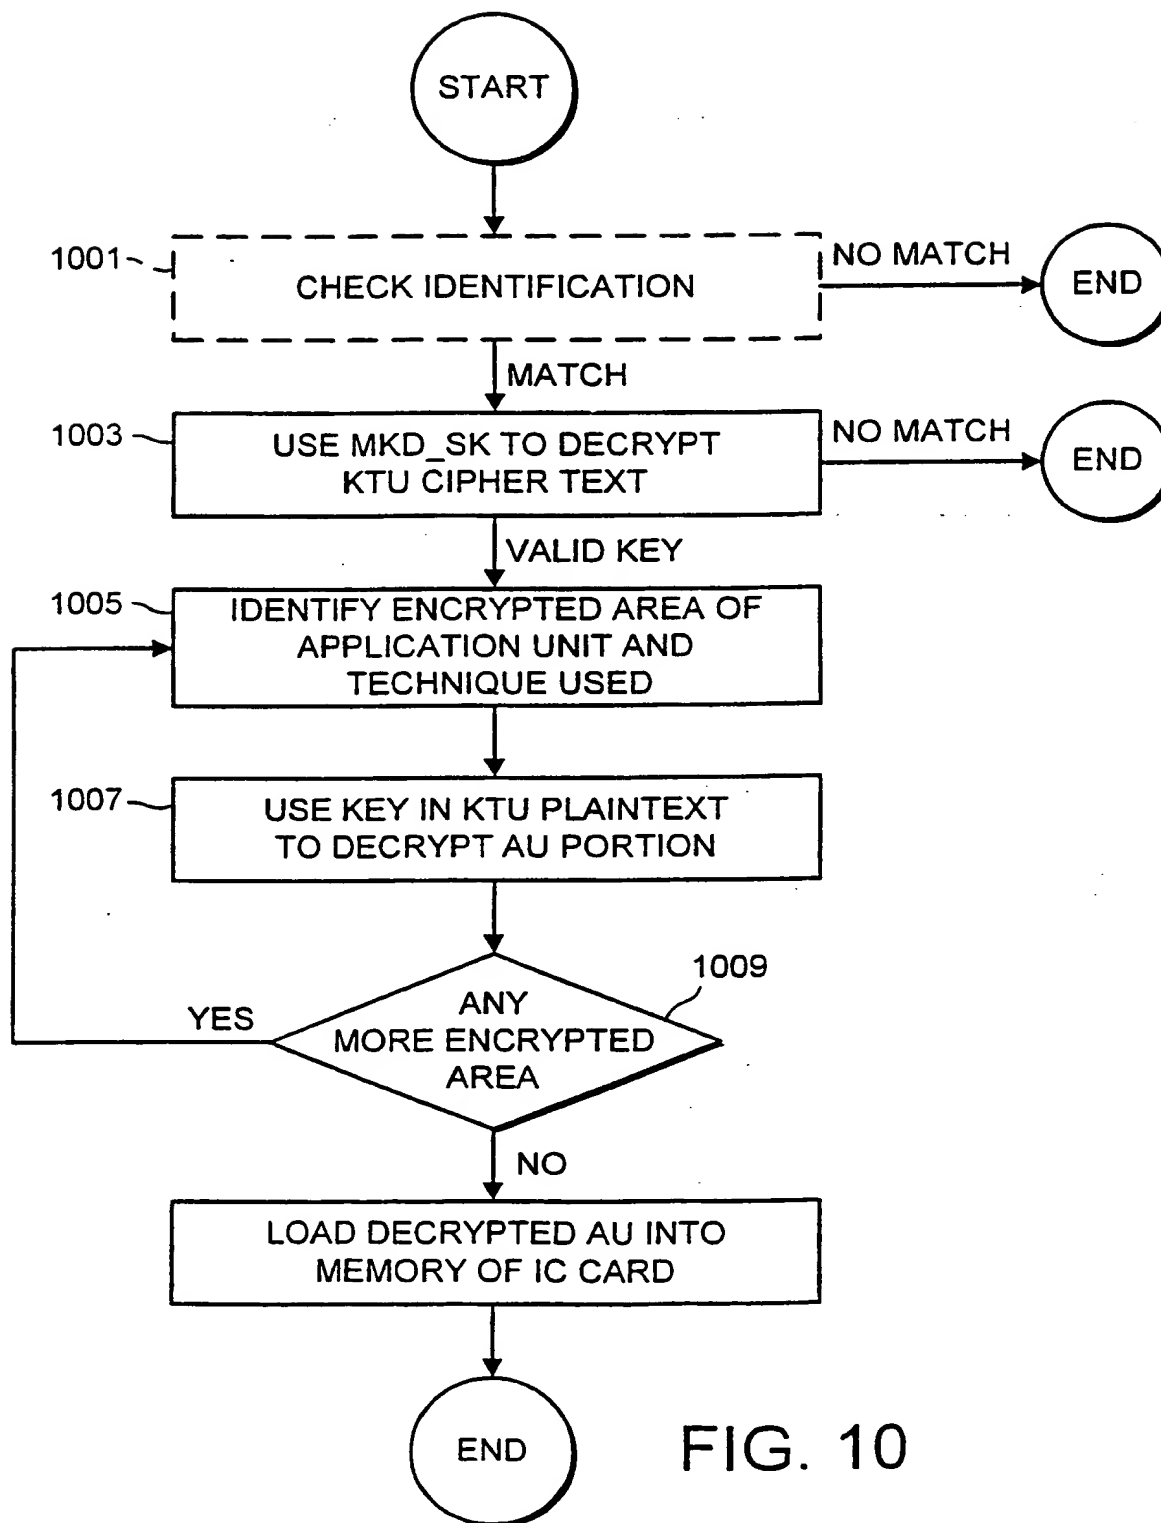 START
1001
CHECK IDENTIFICATION
NO MATCH
END
MATCH
1003
USE MKD_SK TO DECRYPT
KTU CIPHER TEXT
NO MATCH
END
VALID KEY
1005
IDENTIFY ENCRYPTED AREA OF
APPLICATION UNIT AND
TECHNIQUE USED
1007
USE KEY IN KTU PLAINTEXT
TO DECRYPT AU PORTION
1009
ANY
MORE ENCRYPTED
AREA
YES
NO
LOAD DECRYPTED AU INTO
MEMORY OF IC CARD
END
FIG. 10